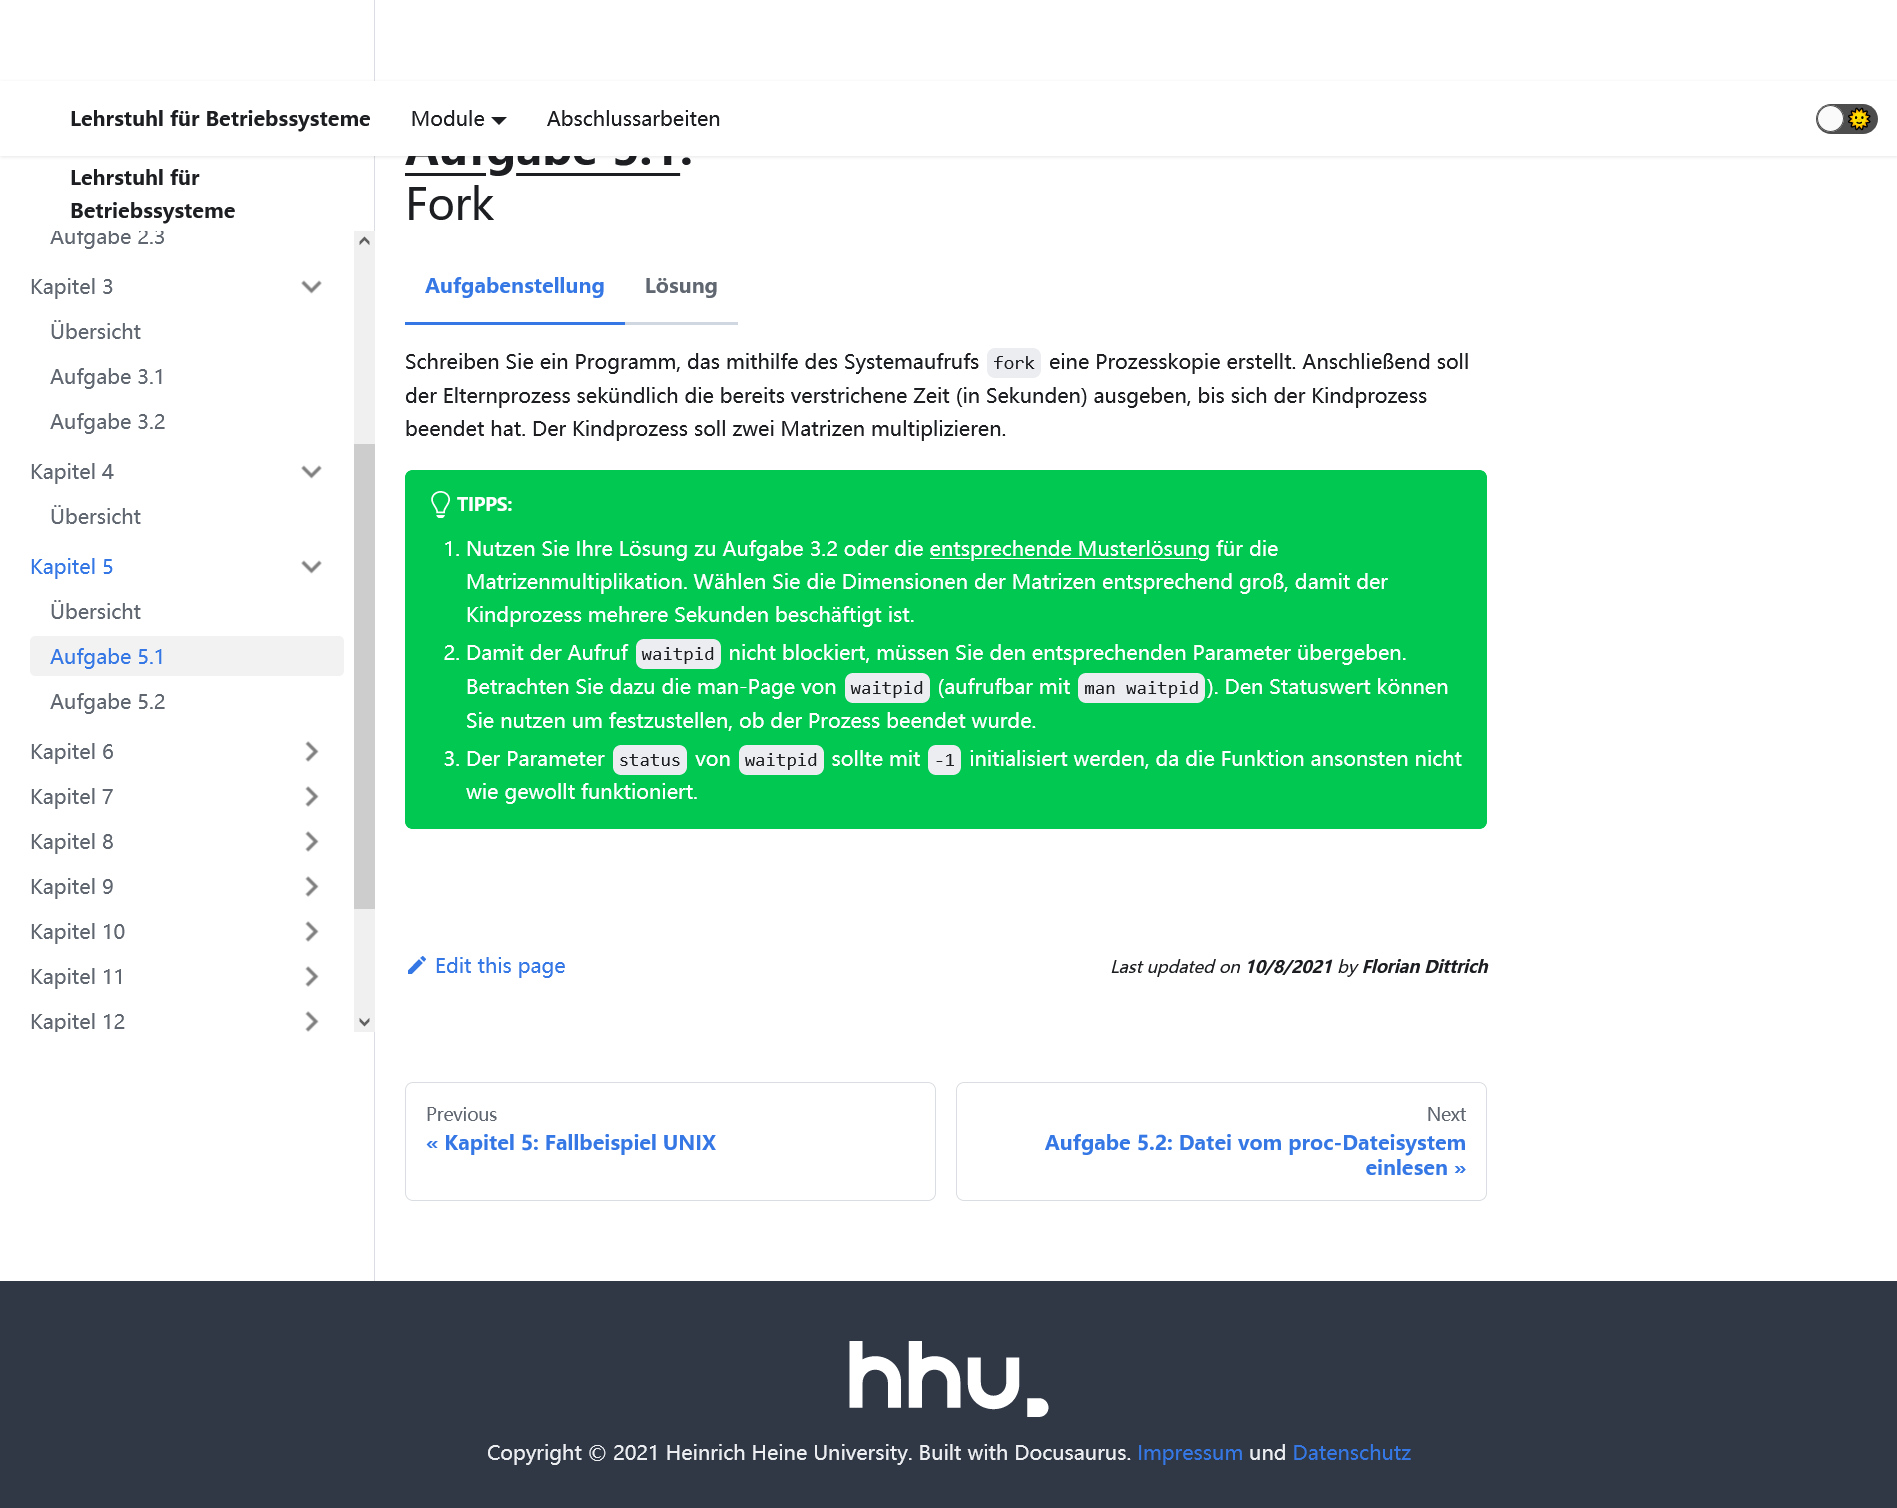 Lehrstuhl für Betriebssysteme
Module
Abschlussarbeiten
Lehrstuhl für
Betriebssysteme
Aufgabe 2.3
Kapitel 3
Übersicht
Aufgabe 3.1
Aufgabe 3.2
Kapitel 4
Übersicht
Kapitel 5
Übersicht
Aufgabe 5.1
Aufgabe 5.2
Kapitel 6
Kapitel 7
Kapitel 8
Kapitel 9
Kapitel 10
Kapitel 11
Kapitel 12
Aufgabe 5.1:
Fork
Aufgabenstellung
Lösung
Schreiben Sie ein Programm, das mithilfe des Systemaufrufs fork eine Prozesskopie erstellt. Anschließend soll
der Elternprozess sekündlich die bereits verstrichene Zeit (in Sekunden) ausgeben, bis sich der Kindprozess
beendet hat. Der Kindprozess soll zwei Matrizen multiplizieren.
TIPPS:
1. Nutzen Sie Ihre Lösung zu Aufgabe 3.2 oder die entsprechende Musterlösung für die
Matrizenmultiplikation. Wählen Sie die Dimensionen der Matrizen entsprechend groß, damit der
Kindprozess mehrere Sekunden beschäftigt ist.
2. Damit der Aufruf waitpid nicht blockiert, müssen Sie den entsprechenden Parameter übergeben.
Betrachten Sie dazu die man-Page von waitpid (aufrufbar mit man waitpid). Den Statuswert können
Sie nutzen um festzustellen, ob der Prozess beendet wurde.
3. Der Parameter status von waitpid sollte mit -1 initialisiert werden, da die Funktion ansonsten nicht
wie gewollt funktioniert.
Edit this page
Last updated on 10/8/2021 by Florian Dittrich
Previous
« Kapitel 5: Fallbeispiel UNIX
Next
Aufgabe 5.2: Datei vom proc-Dateisystem
einlesen »
hhu.
Copyright © 2021 Heinrich Heine University. Built with Docusaurus. Impressum und Datenschutz